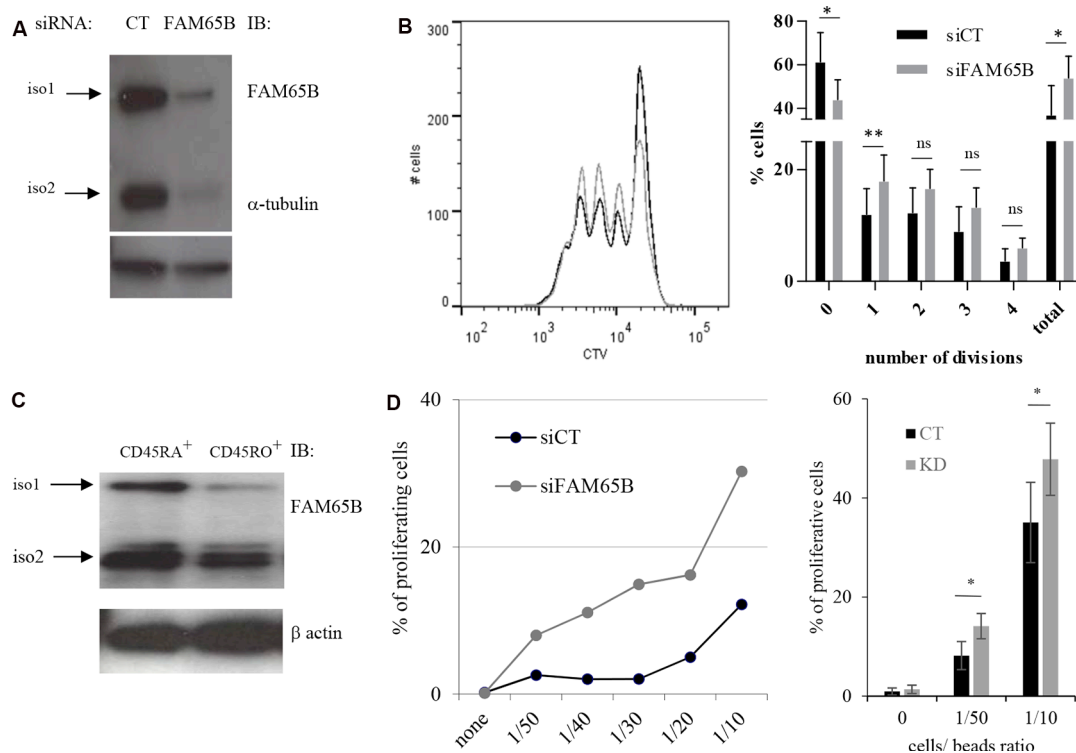 A siRNA: CT FAM65B IB:
iso1
FAM65B
iso2
α-tubulin
B
300
200
100
0
# cells
10^2 10^3 10^4 10^5
CTV
80
60
40
20
0
% cells
siCT
siFAM65B
* ** ns ns ns *
0 1 2 3 4 total
number of divisions
C
CD45RA+ CD45RO+ IB:
iso1
FAM65B
iso2
β actin
D
40
20
0
% of proliferating cells
siCT
siFAM65B
none 1/50 1/40 1/30 1/20 1/10
60
40
20
0
% of proliferative cells
CT
KD
* *
0 1/50 1/10
cells/ beads ratio